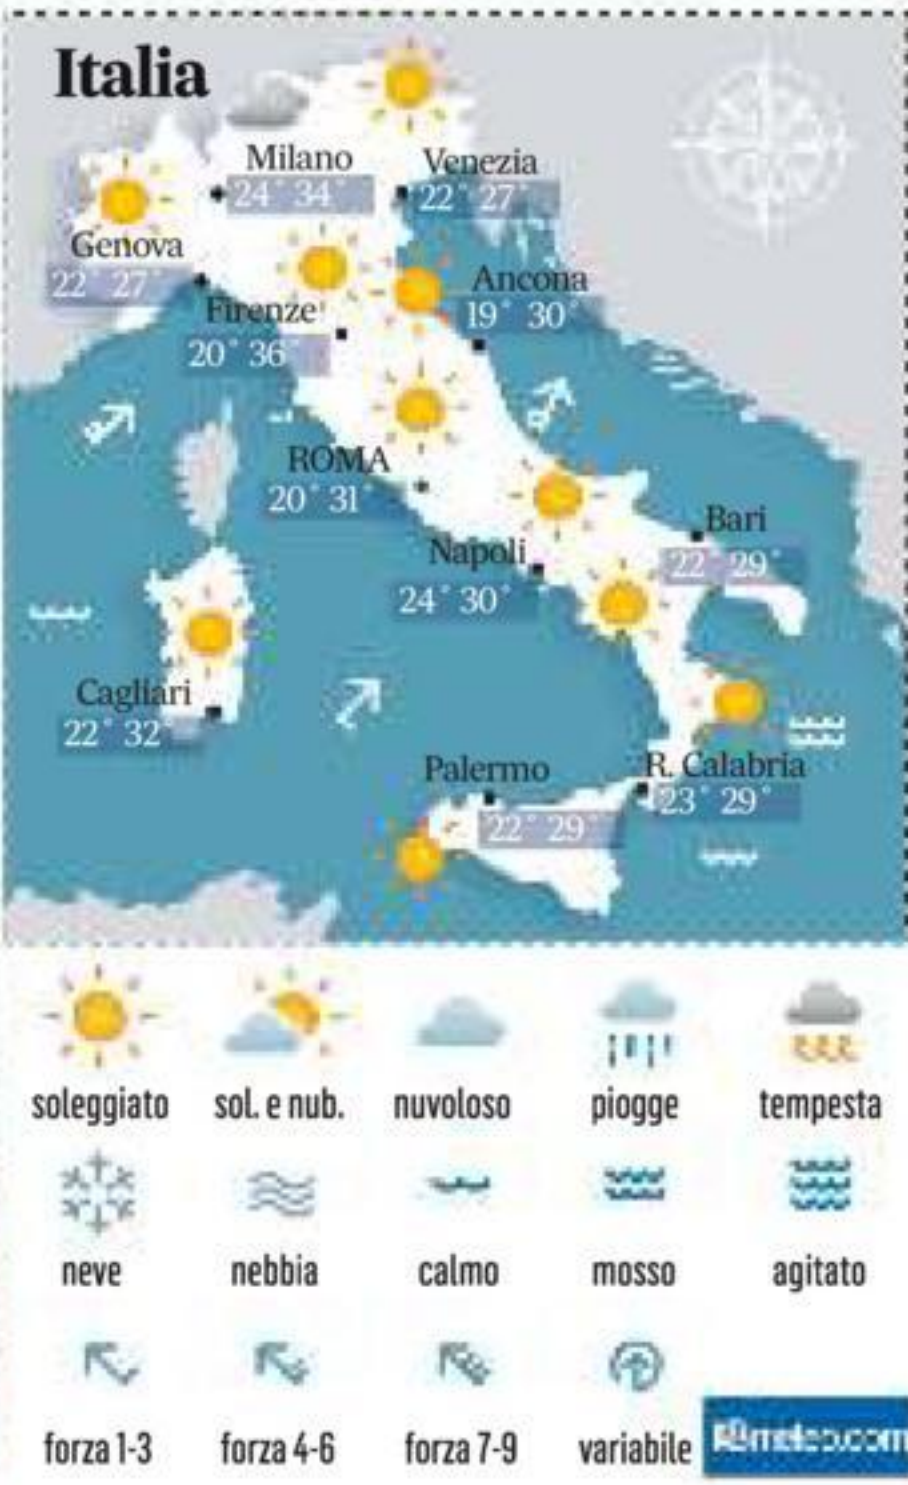 Italia
Milano
24° 34°
Venezia
22° 27°
Genova
22° 27°
Ancona
19° 30°
Firenze
20° 36°
ROMA
20° 31°
Bari
22° 29°
Napoli
24° 30°
Cagliari
22° 32°
Palermo
22° 29°
R. Calabria
23° 29°
soleggiato sol. e nub. nuvoloso piogge tempesta
neve nebbia calmo mosso agitato
forza 1-3 forza 4-6 forza 7-9 variabile